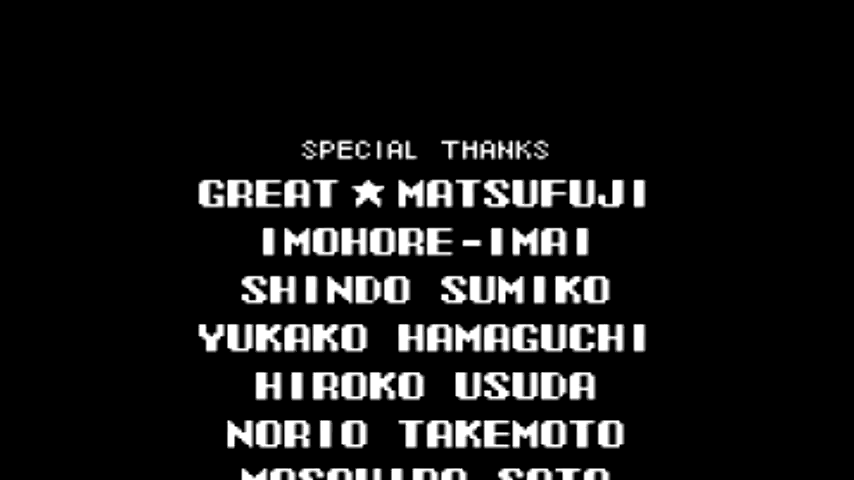 SPECIAL THANKS
GREAT★MATSUFUJI
IMOHORE-IMAI
SHINDO SUMIKO
YUKAKO HAMAGUCHI
HIROKO USUDA
NORIO TAKEMOTO